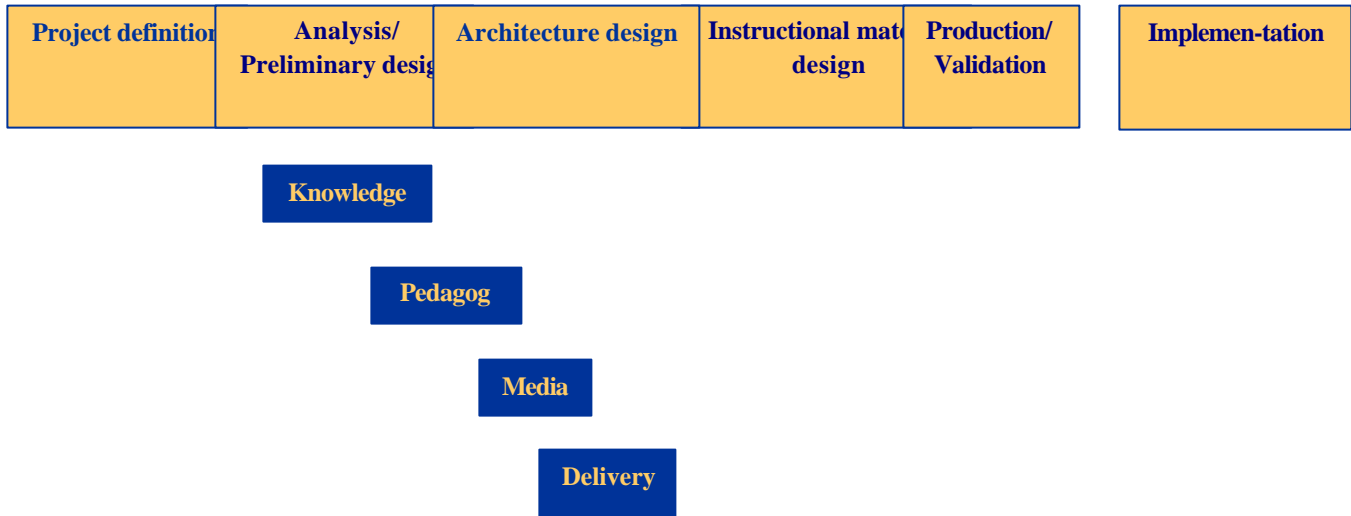 Project definition
Analysis/
Preliminary desig
Architecture design
Instructional mate
design
Production/
Validation
Implemen-tation
Knowledge
Pedagog
Media
Delivery